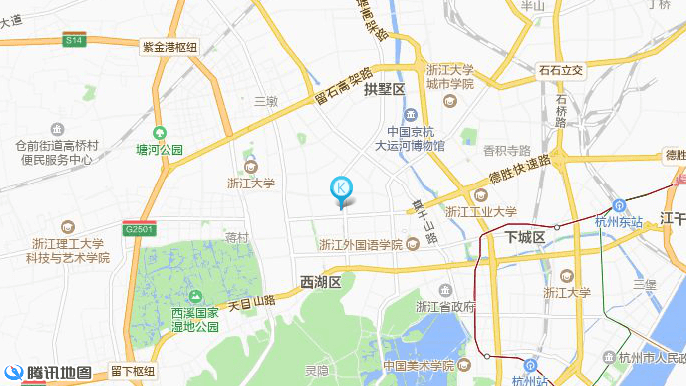 大道
塘高架路
半山
丁桥
S14
紫金港枢纽
留石高架路
浙江大学
城市学院
石石立交
拱墅区
三墩
石桥路
中国京杭
大运河博物馆
仓前街道高桥村
便民服务中心
塘河公园
香积寺路
德胜
德胜快速路
浙江大学
K
浙江工业大学
杭州东站
江干
G2501
浙江理工大学
科技与艺术学院
蒋村
浙江外国语学院
下城区
西湖区
浙江大学
三堡
西溪国家
湿地公园
天目山路
浙江省政府
灵隐
中国美术学院
杭州市人民政
腾讯地图
留下枢纽
杭州站